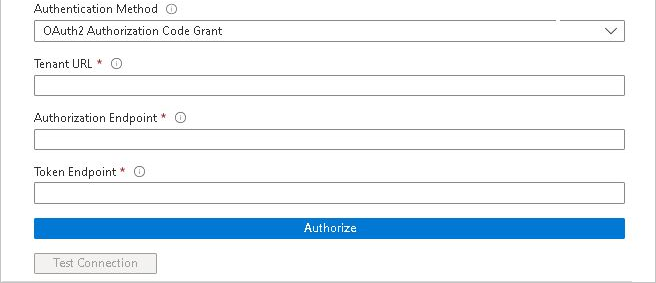 Authentication Method
OAuth2 Authorization Code Grant
Tenant URL *
Authorization Endpoint *
Token Endpoint *
Authorize
Test Connection